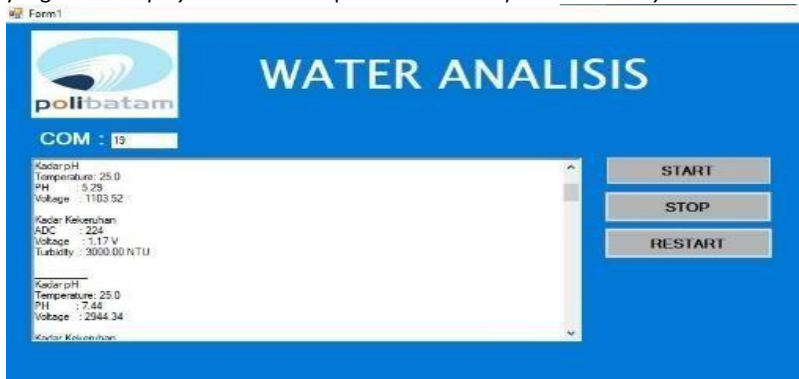 Form1
polibatam
WATER ANALISIS
COM : 19
Kadar pH
Temperature: 25.0
PH : 5.29
Voltage : 1103.52
Kadar Kekeruhan
ADC : 224
Voltage : 1.17 V
Turbidity : 3000.00 NTU
Kadar pH
Temperature: 25.0
PH : 7.44
Voltage : 2944.34
Kadar Kekeruhan
START
STOP
RESTART